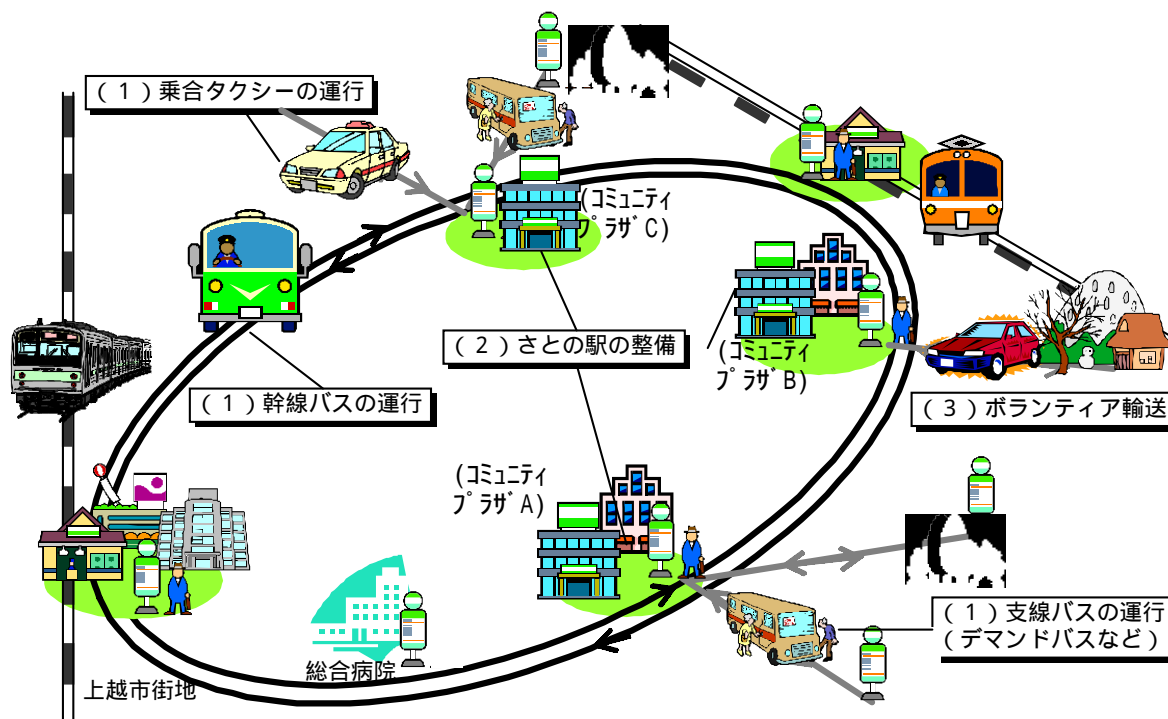 (1)乗合タクシーの運行
(コミュニティ
プラザC)
(2)さとの駅の整備
(コミュニティ
プラザB)
(1)幹線バスの運行
(3)ボランティア輸送
(コミュニティ
プラザA)
(1)支線バスの運行
(デマンドバスなど)
総合病院
上越市街地